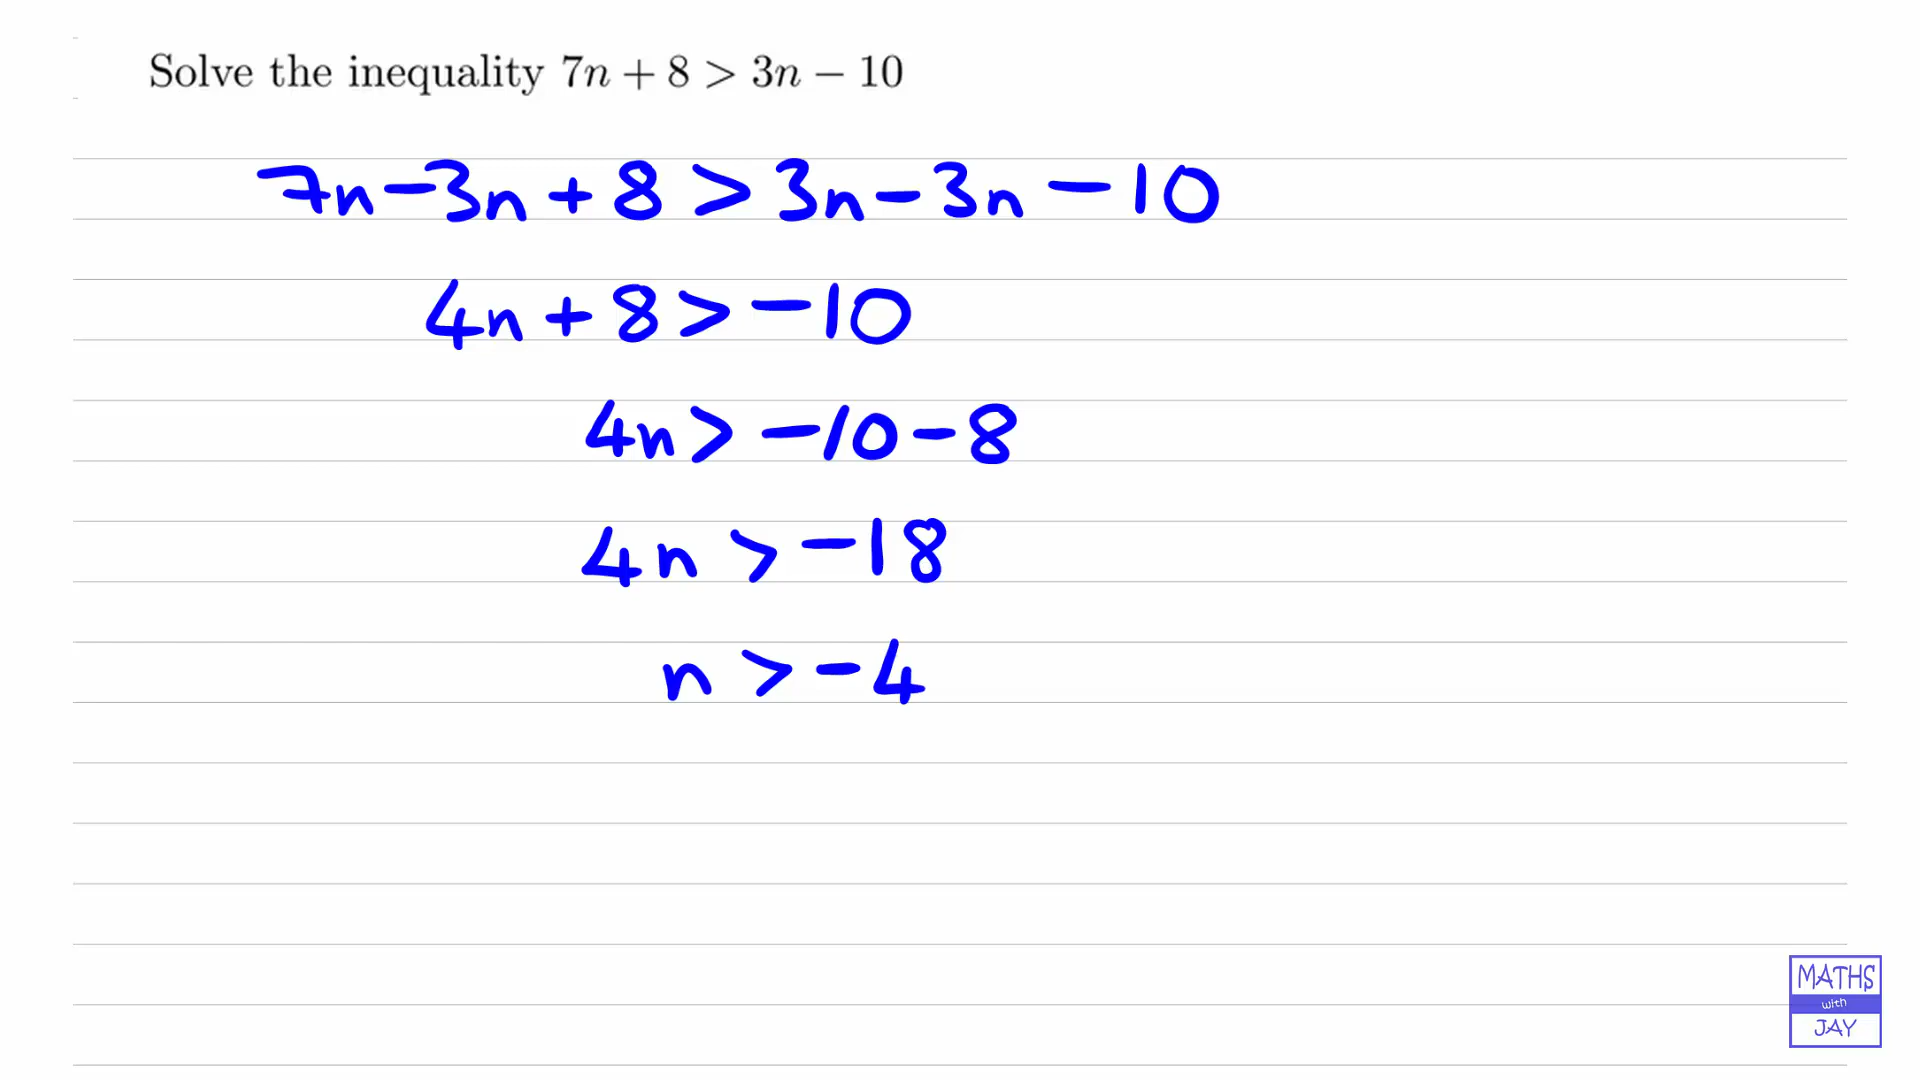 Solve the inequality 7n + 8 > 3n − 10
7n − 3n + 8 > 3n − 3n − 10
4n + 8 > −10
4n > −10 − 8
4n > −18
n > −4
MATHS
with
JAY